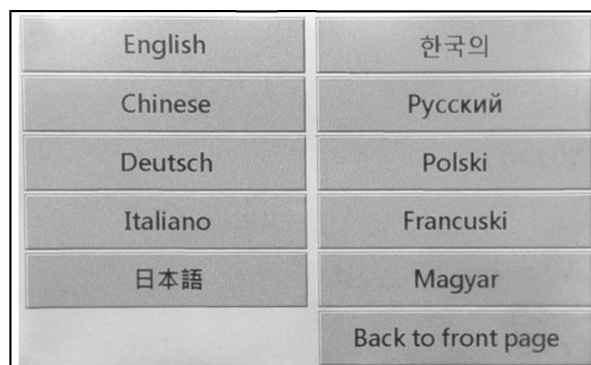 English
Chinese
Deutsch
Italiano
日本語
한국의
Русский
Polski
Francuski
Magyar
Back to front page